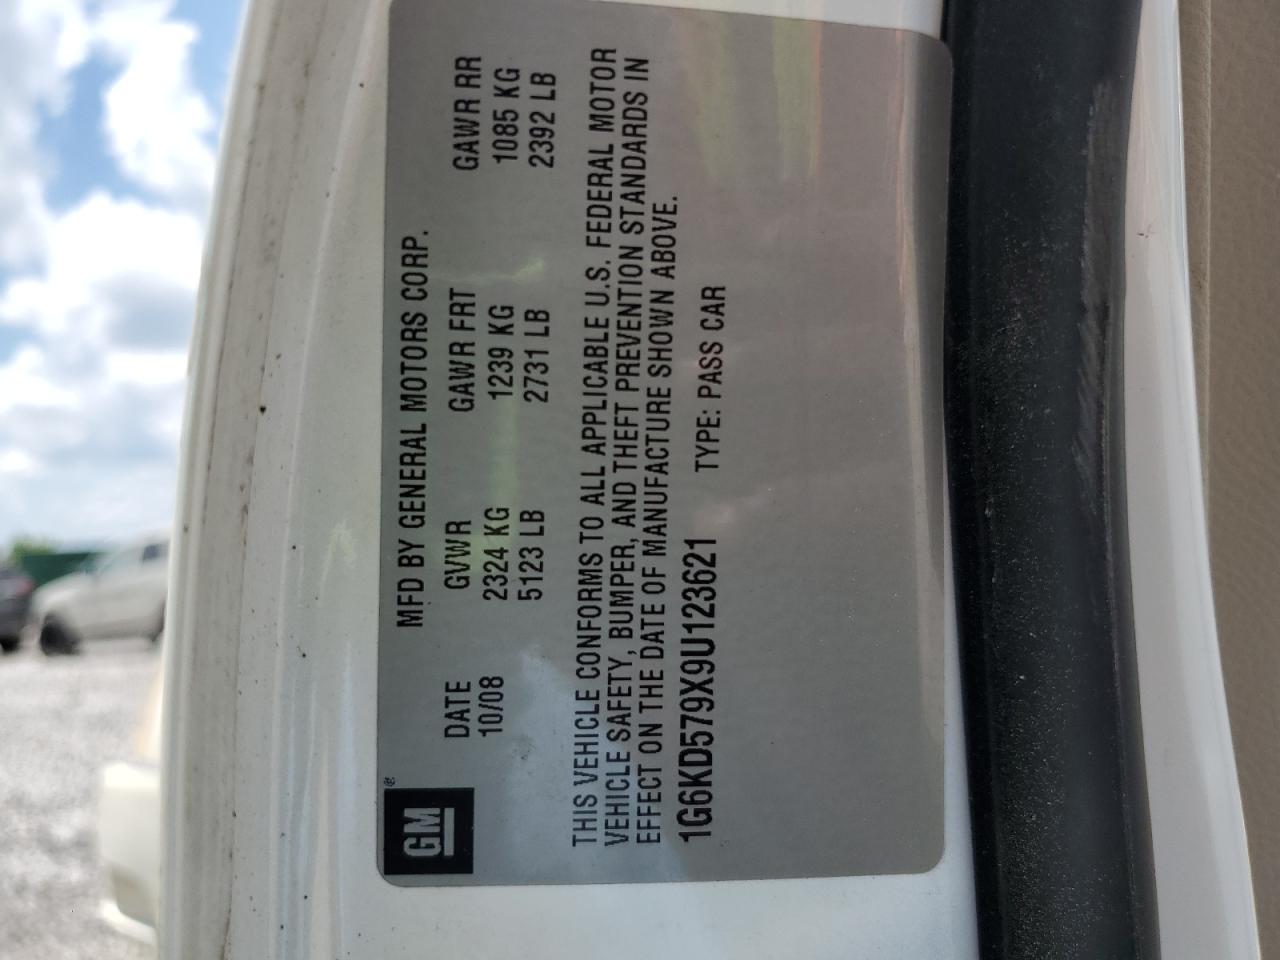 GM ®
MFD BY GENERAL MOTORS CORP.
DATE GVWR GAWR FRT GAWR RR
10/08 2324 KG 1239 KG 1085 KG
5123 LB 2731 LB 2392 LB
THIS VEHICLE CONFORMS TO ALL APPLICABLE U.S. FEDERAL MOTOR
VEHICLE SAFETY, BUMPER, AND THEFT PREVENTION STANDARDS IN
EFFECT ON THE DATE OF MANUFACTURE SHOWN ABOVE.
1G6KD579X9U123621 TYPE: PASS CAR